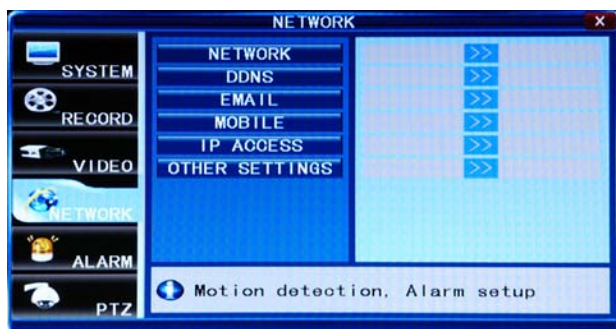 NETWORK
SYSTEM
RECORD
VIDEO
NETWORK
ALARM
PTZ
NETWORK >>
DDNS >>
EMAIL >>
MOBILE >>
IP ACCESS >>
OTHER SETTINGS >>
Motion detection, Alarm setup